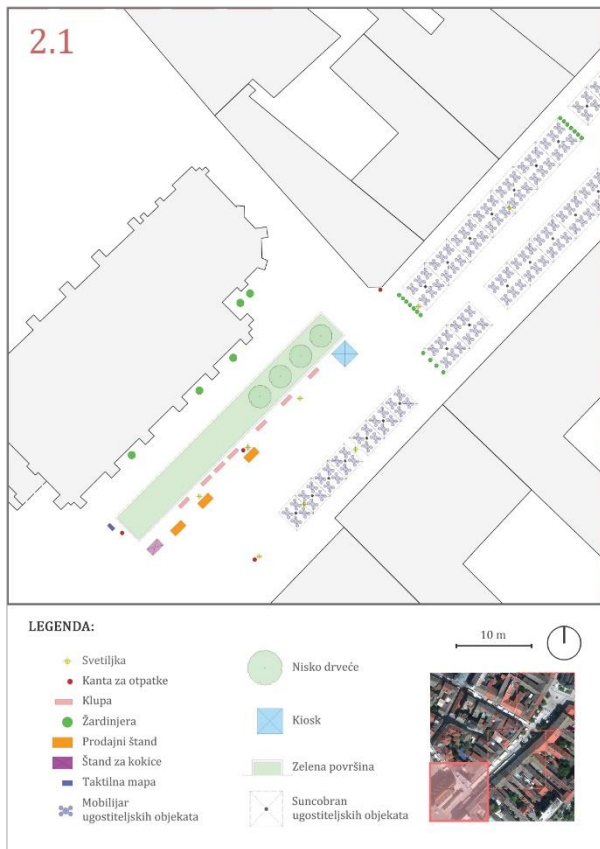 2.1
LEGENDA:
Svetiljka
Kanta za otpatke
Klupa
Žardinjera
Prodajni štand
Štand za kokice
Taktilna mapa
Mobilijar
ugostiteljskih objekata
Nisko drveće
Kiosk
Zelena površina
Suncobran
ugostiteljskih objekata
10 m